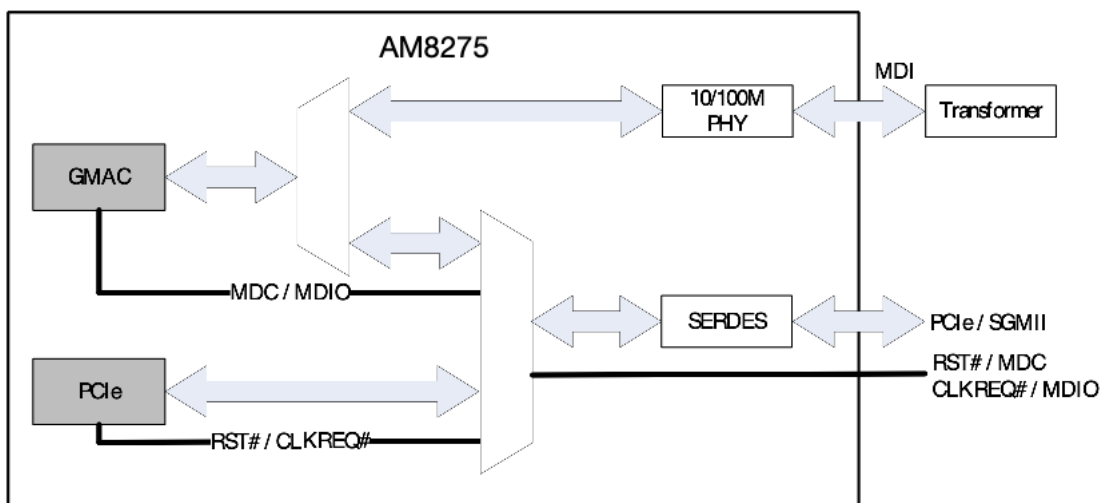 AM8275
MDI
10/100M
PHY
Transformer
GMAC
MDC / MDIO
SERDES
PCIe / SGMII
RST# / MDC
CLKREQ# / MDIO
PCIe
RST# / CLKREQ#